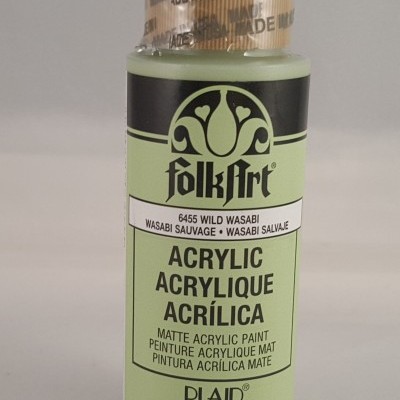 FolkArt®
6455 WILD WASABI
WASABI SAUVAGE • WASABI SALVAJE
ACRYLIC
ACRYLIQUE
ACRÍLICA
MATTE ACRYLIC PAINT
PEINTURE ACRYLIQUE MAT
PINTURA ACRÍLICA MATE
PLAID®